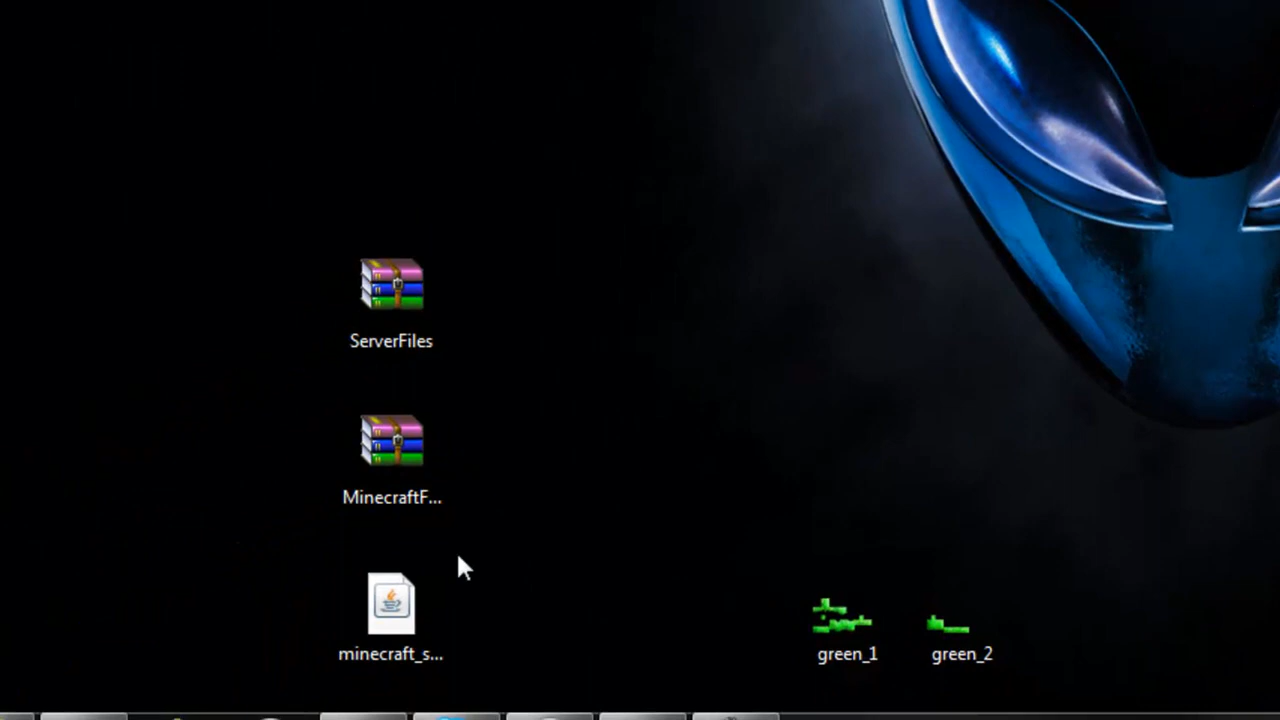 ServerFiles
MinecraftF...
minecraft_s...
green_1
green_2